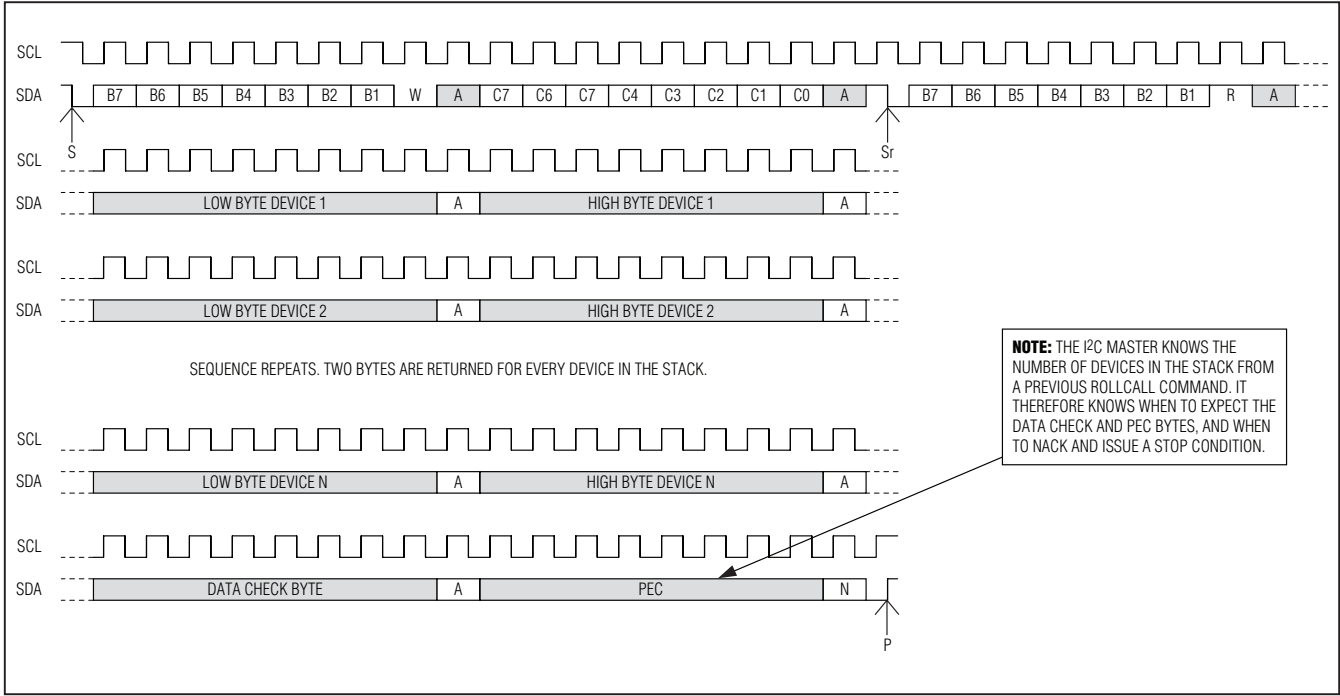 SCL
SDA B7 B6 B5 B4 B3 B2 B1 W A C7 C6 C7 C4 C3 C2 C1 C0 A B7 B6 B5 B4 B3 B2 B1 R A
S Sr
SCL
SDA LOW BYTE DEVICE 1 A HIGH BYTE DEVICE 1 A
SCL
SDA LOW BYTE DEVICE 2 A HIGH BYTE DEVICE 2 A
SEQUENCE REPEATS. TWO BYTES ARE RETURNED FOR EVERY DEVICE IN THE STACK.
NOTE: THE I2C MASTER KNOWS THE
NUMBER OF DEVICES IN THE STACK FROM
A PREVIOUS ROLLCALL COMMAND. IT
THEREFORE KNOWS WHEN TO EXPECT THE
DATA CHECK AND PEC BYTES, AND WHEN
TO NACK AND ISSUE A STOP CONDITION.
SCL
SDA LOW BYTE DEVICE N A HIGH BYTE DEVICE N A
SCL
SDA DATA CHECK BYTE A PEC N
P